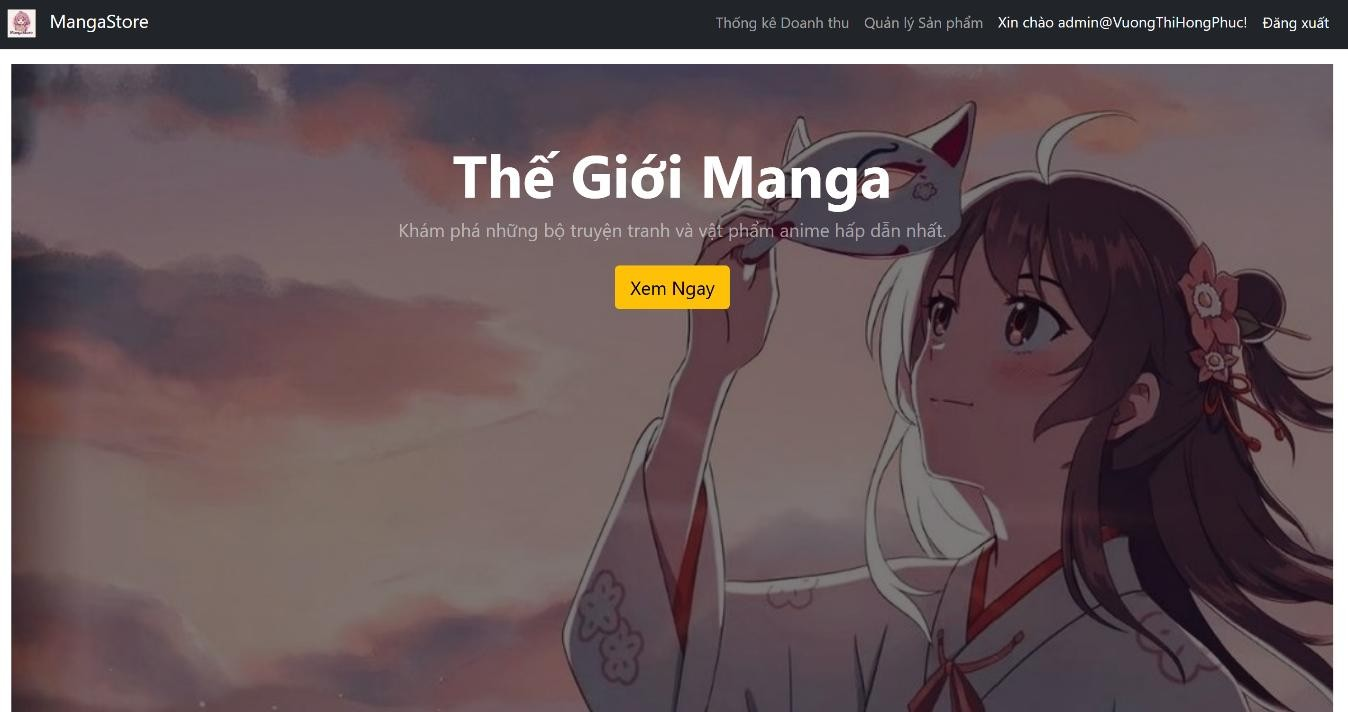 MangaStore
Thống kê Doanh thu
Quản lý Sản phẩm
Xin chào admin@VuongThiHongPhuc!
Đăng xuất
Thế Giới Manga
Khám phá những bộ truyện tranh và vật phẩm anime hấp dẫn nhất.
Xem Ngay